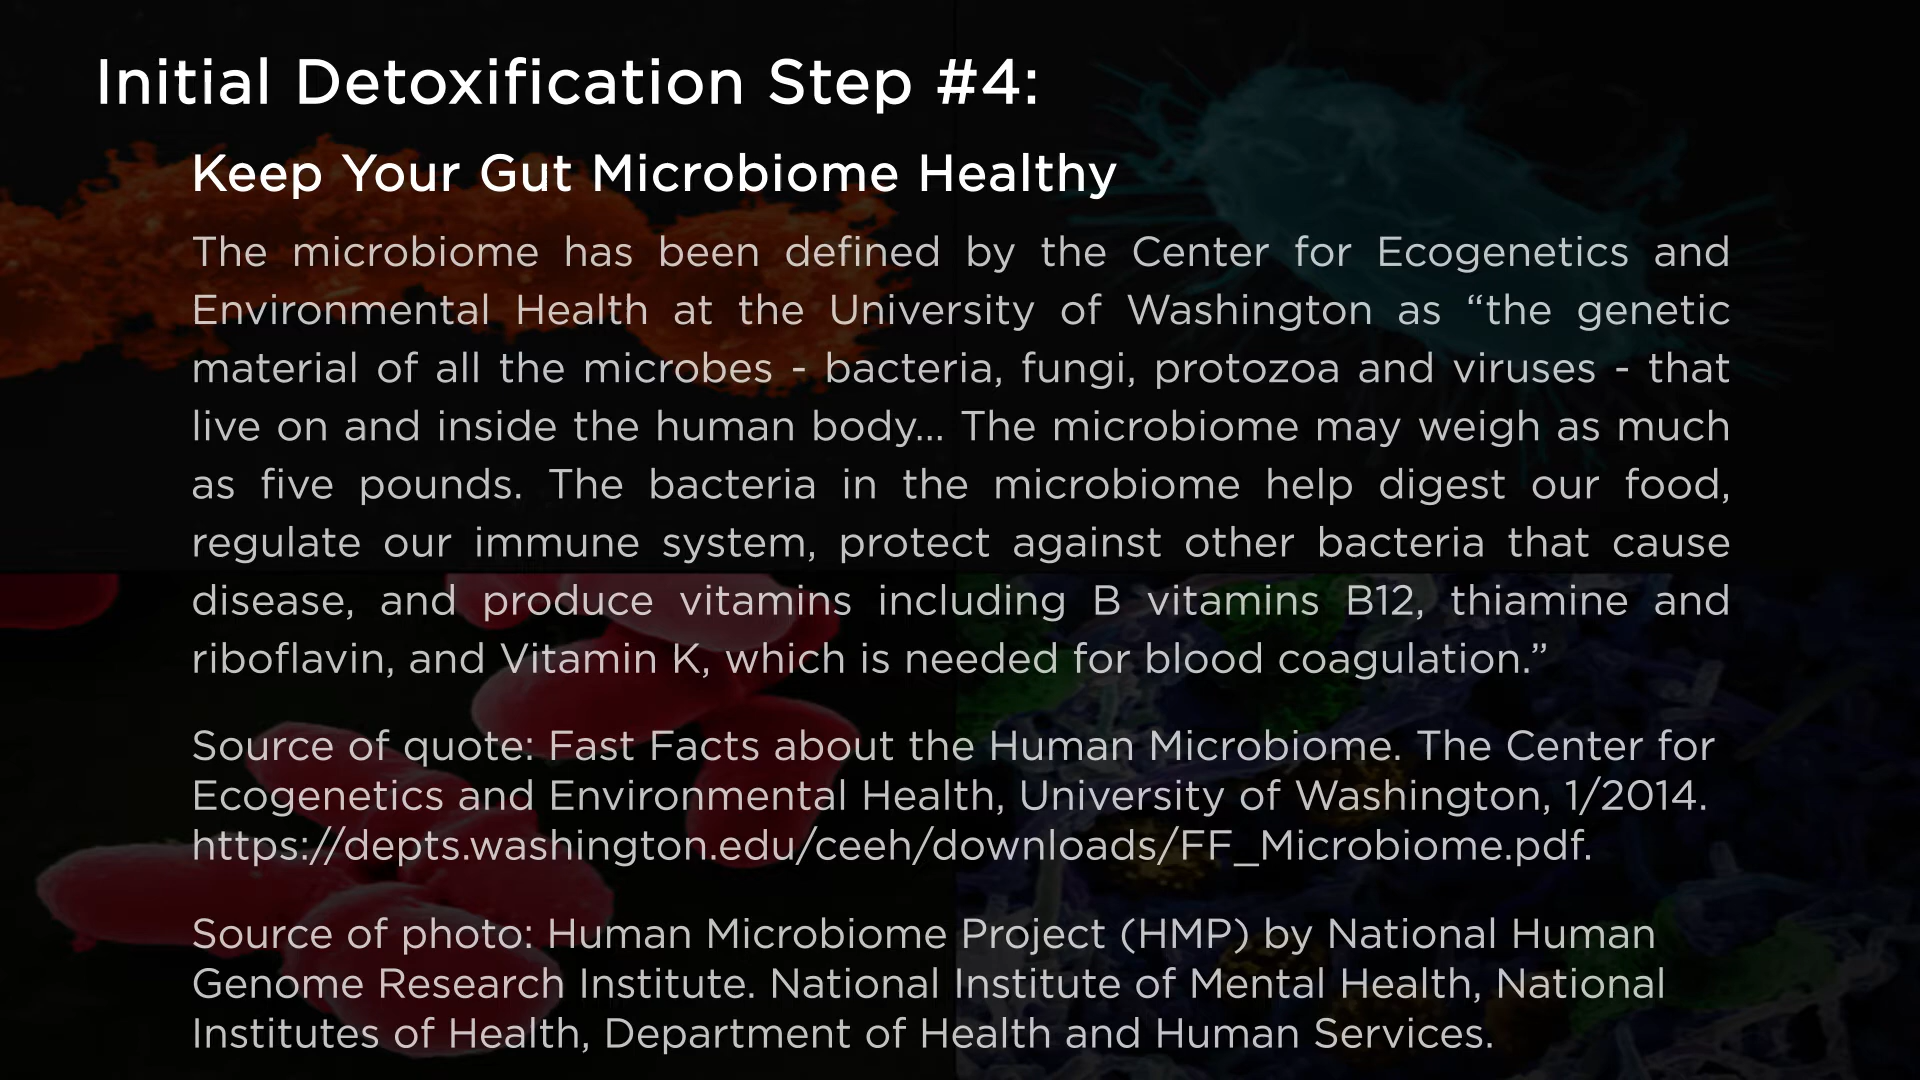 Initial Detoxification Step #4:
Keep Your Gut Microbiome Healthy
The microbiome has been defined by the Center for Ecogenetics and
Environmental Health at the University of Washington as “the genetic
material of all the microbes - bacteria, fungi, protozoa and viruses - that
live on and inside the human body... The microbiome may weigh as much
as five pounds. The bacteria in the microbiome help digest our food,
regulate our immune system, protect against other bacteria that cause
disease, and produce vitamins including B vitamins B12, thiamine and
riboflavin, and Vitamin K, which is needed for blood coagulation.”
Source of quote: Fast Facts about the Human Microbiome. The Center for
Ecogenetics and Environmental Health, University of Washington, 1/2014.
https://depts.washington.edu/ceeh/downloads/FF_Microbiome.pdf.
Source of photo: Human Microbiome Project (HMP) by National Human
Genome Research Institute. National Institute of Mental Health, National
Institutes of Health, Department of Health and Human Services.